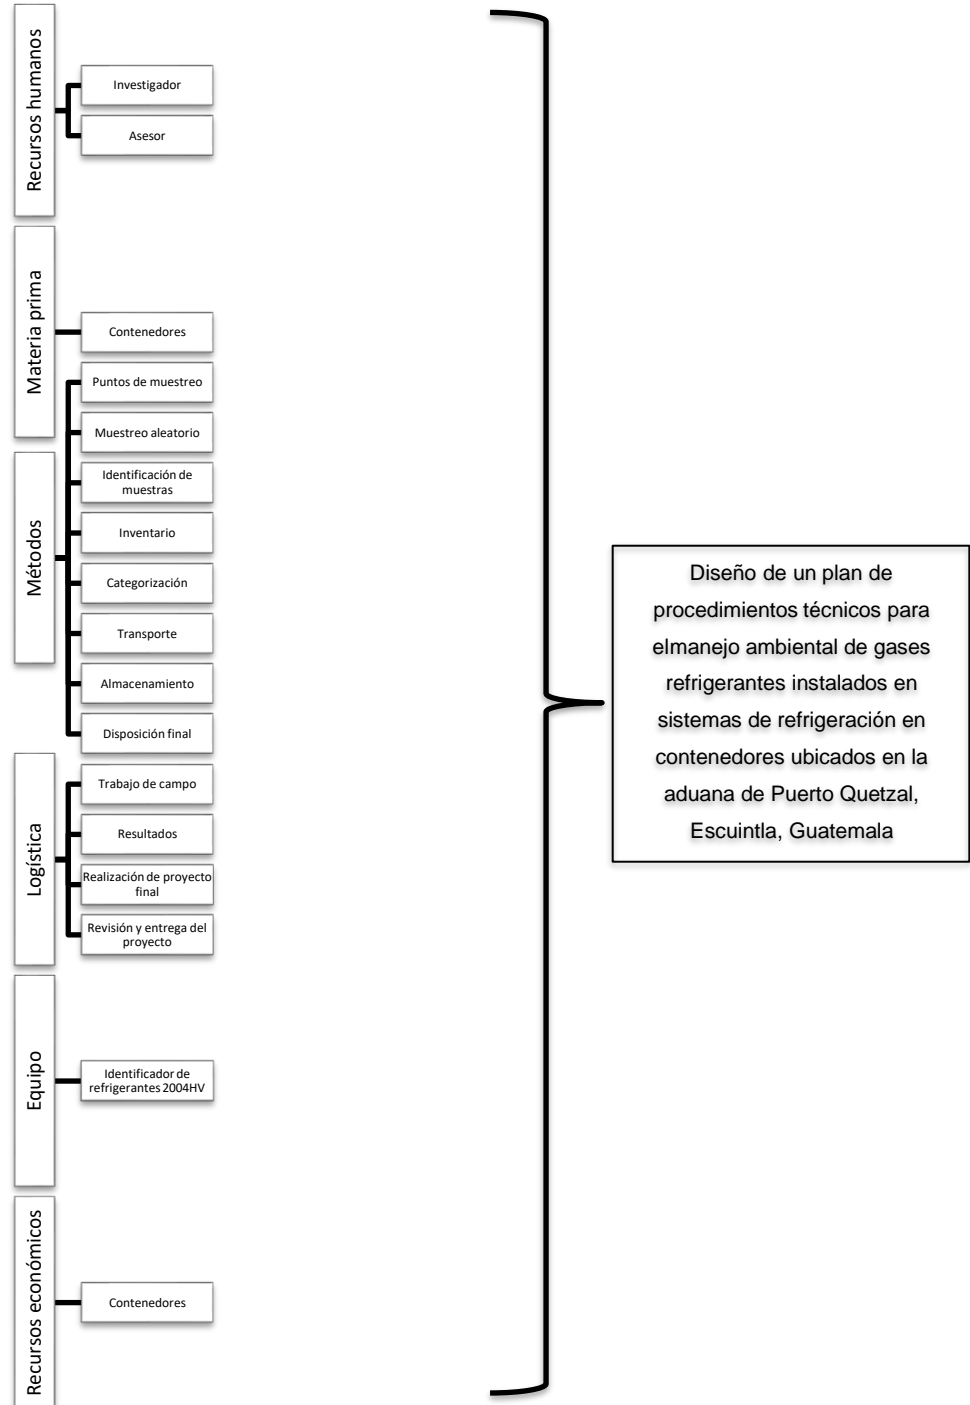 Recursos humanos
Investigador
Asesor
Materia prima
Contenedores
Métodos
Puntos de muestreo
Muestreo aleatorio
Identificación de
muestras
Inventario
Categorización
Transporte
Almacenamiento
Disposición final
Logística
Trabajo de campo
Resultados
Realización de proyecto
final
Revisión y entrega del
proyecto
Equipo
Identificador de
refrigerantes 2004HV
Recursos económicos
Contenedores
Diseño de un plan de
procedimientos técnicos para
elmanejo ambiental de gases
refrigerantes instalados en
sistemas de refrigeración en
contenedores ubicados en la
aduana de Puerto Quetzal,
Escuintla, Guatemala